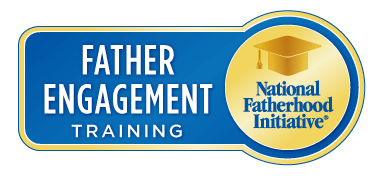 FATHER
ENGAGEMENT
TRAINING
National
Fatherhood
Initiative®